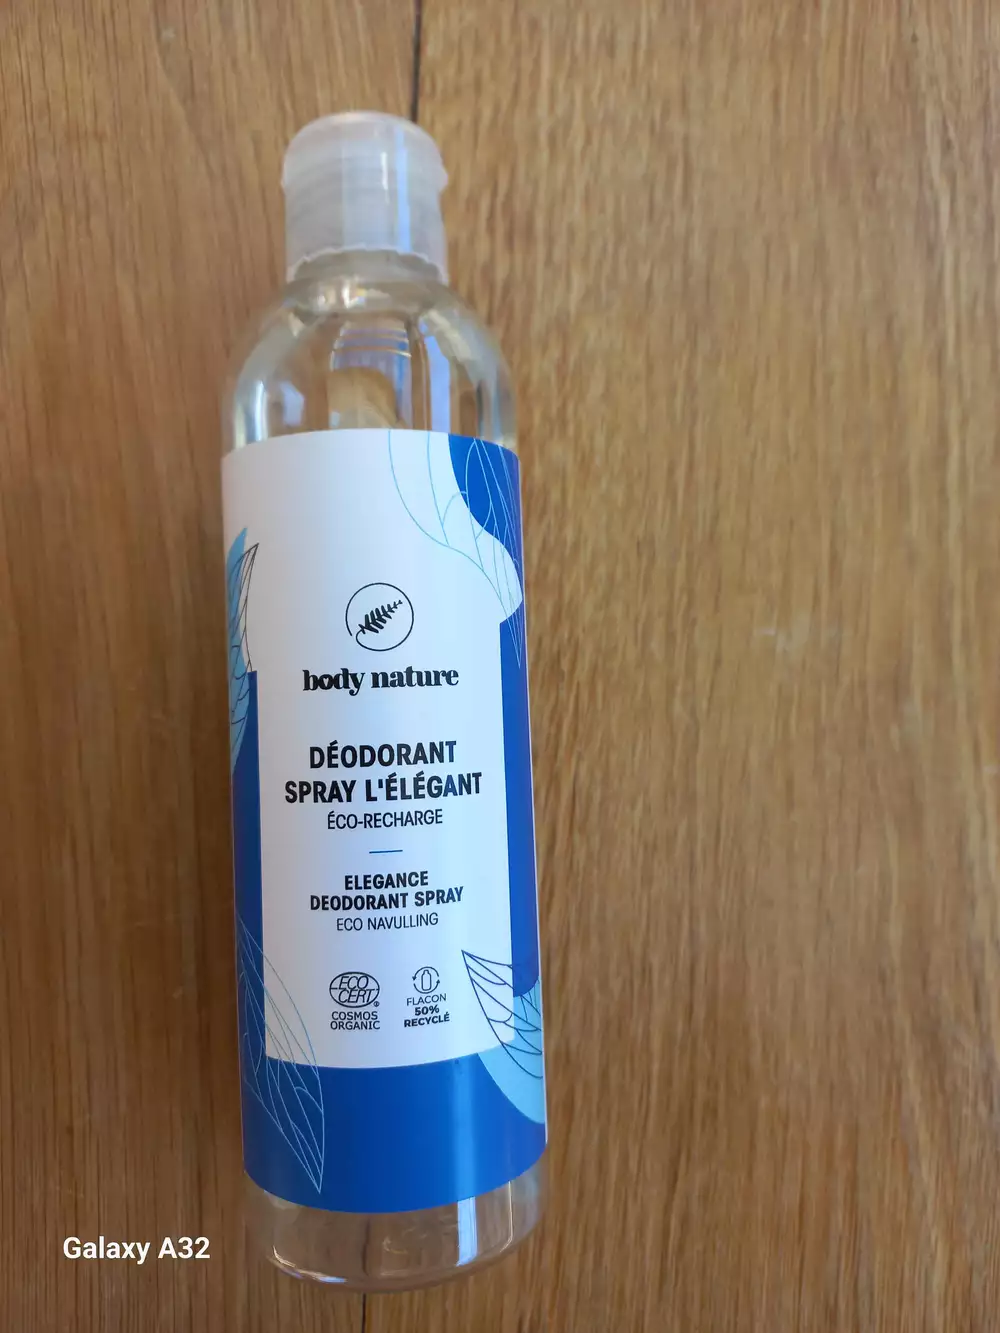 body nature
DÉODORANT
SPRAY L'ÉLÉGANT
ÉCO-RECHARGE
ELEGANCE
DEODORANT SPRAY
ECO NAVULLING
ECO
CERT
COSMOS
ORGANIC
FLACON
50%
RECYCLÉ
Galaxy A32